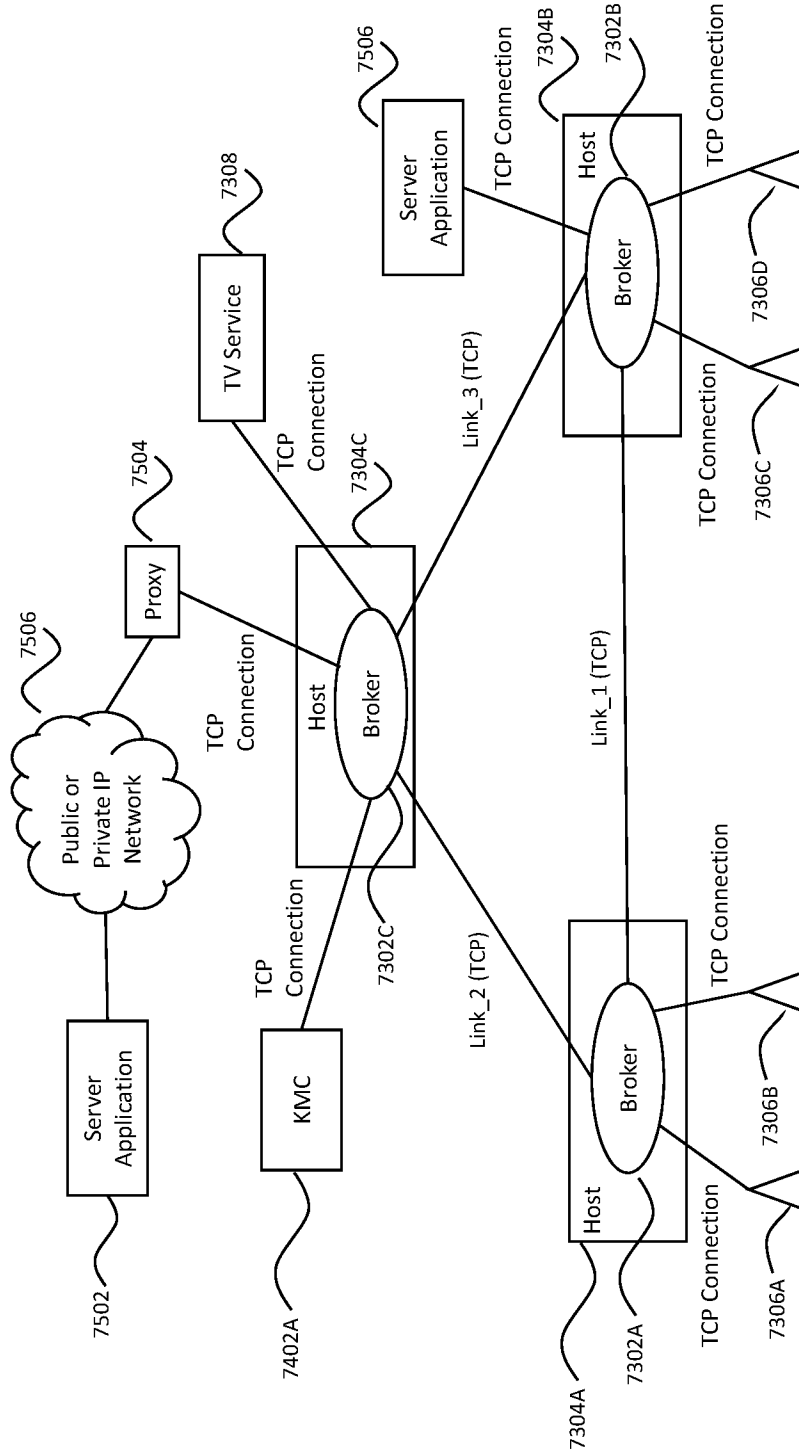 7506
Public or
Private IP
Network
Server
Application
7502
7504
Proxy
TCP
Connection
7308
TV Service
TCP
Connection
7506
Server
Application
TCP Connection
KMC
7402A
TCP
Connection
Host
Broker
7304C
7302C
Link_2 (TCP)
Link_3 (TCP)
Link_1 (TCP)
7304B
Host
Broker
7302B
Host
Broker
7304A
7302A
TCP Connection
7306A
TCP Connection
7306B
TCP Connection
7306C
TCP Connection
7306D